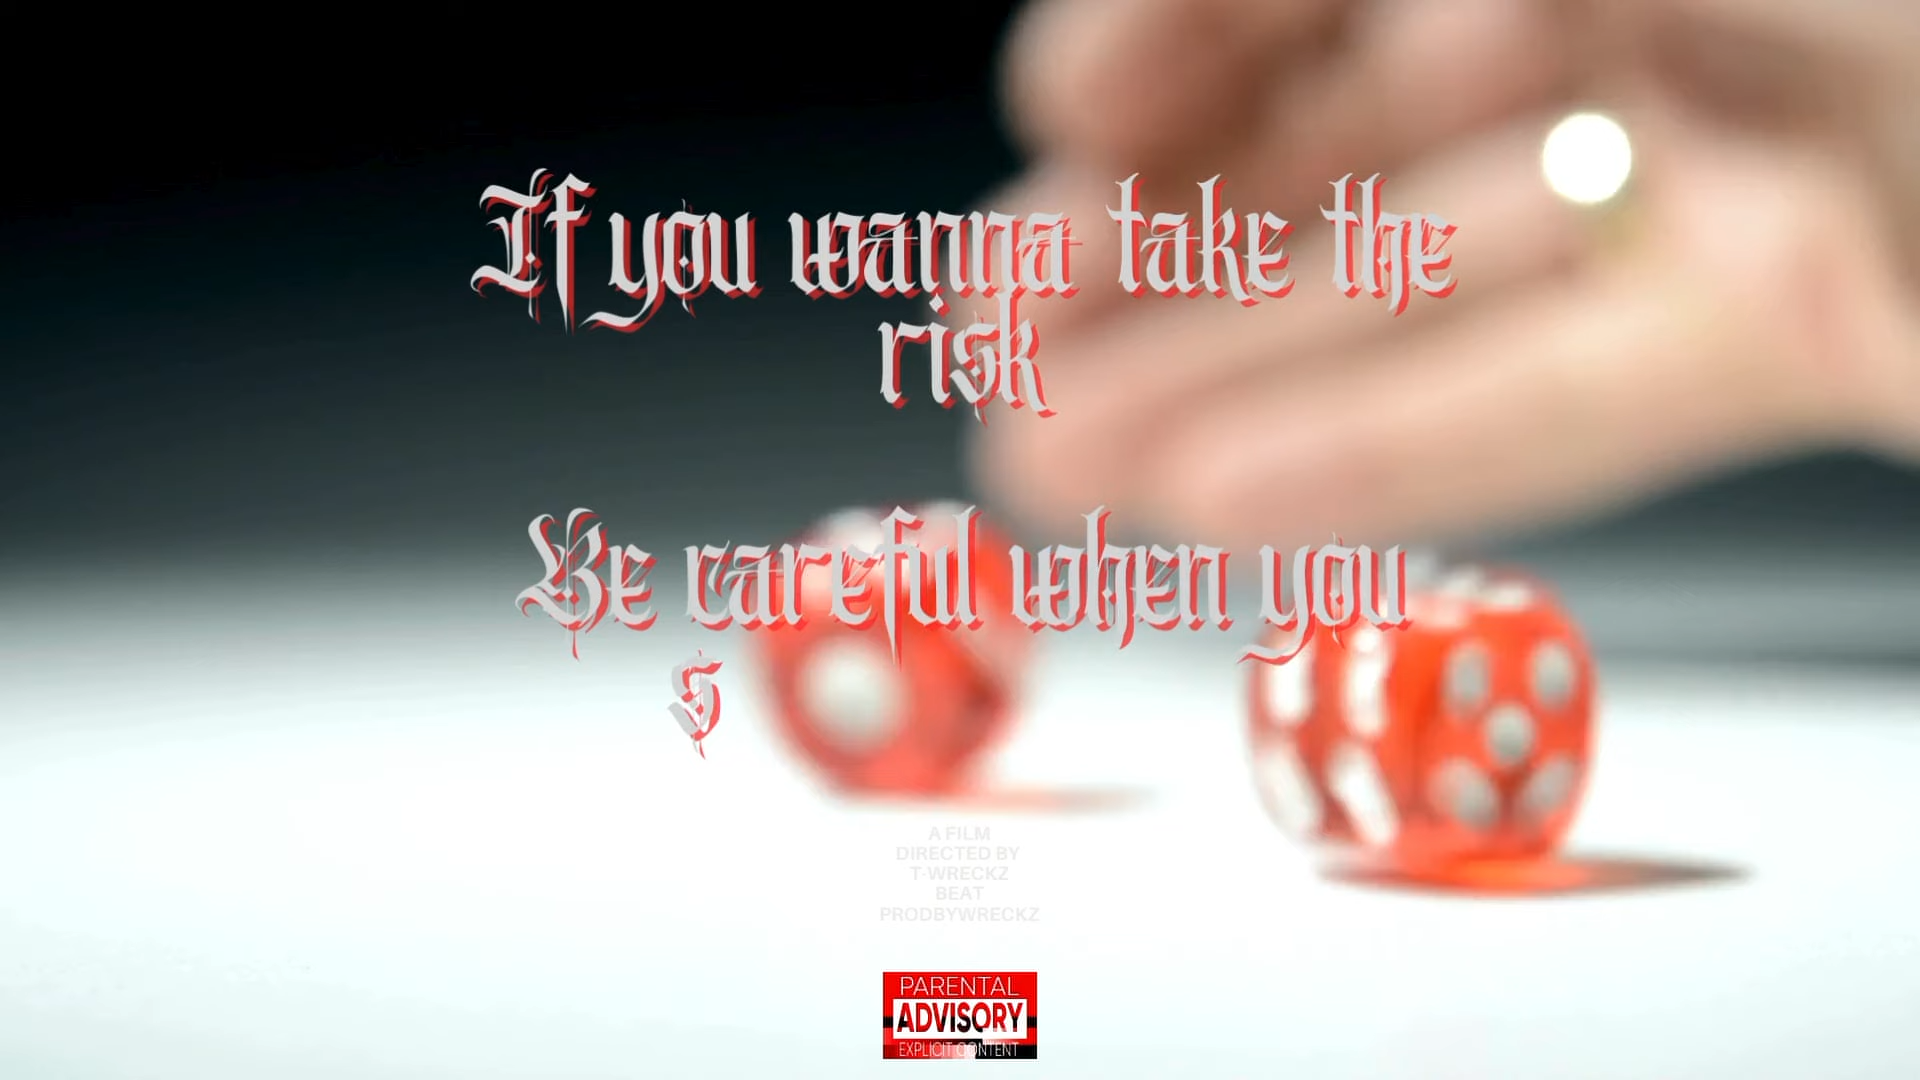 If you wanna take the
risk
Be careful when you
s
A FILM
DIRECTED BY
T-WRECKZ
BEAT
PRODBYWRECKZ
PARENTAL
ADVISORY
EXPLICIT CONTENT